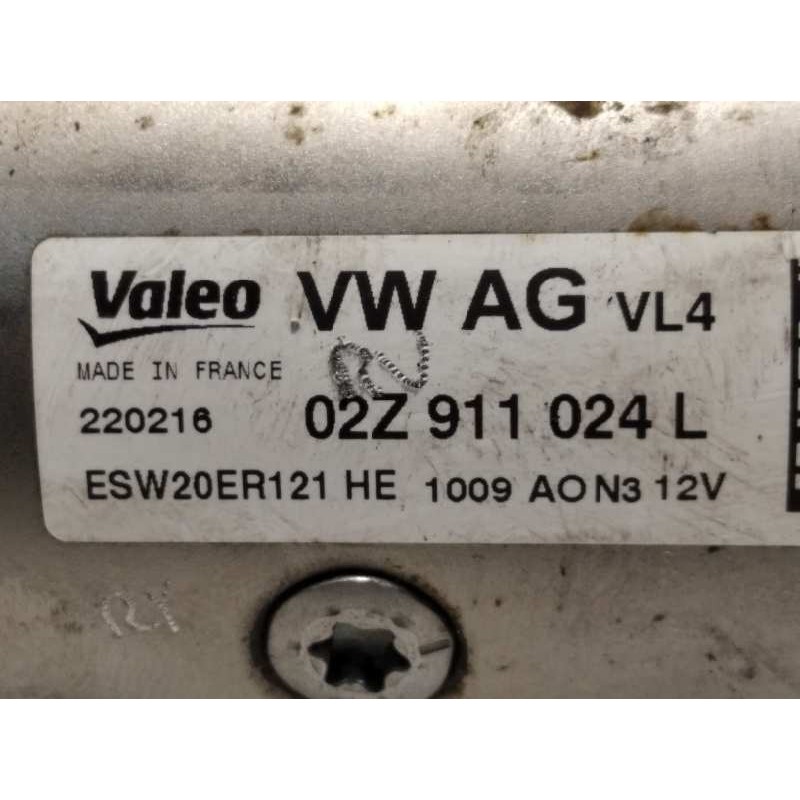 Valeo VW AG VL4
MADE IN FRANCE
220216 02Z 911 024 L
ESW20ER121 HE 1009 AO N3 12V